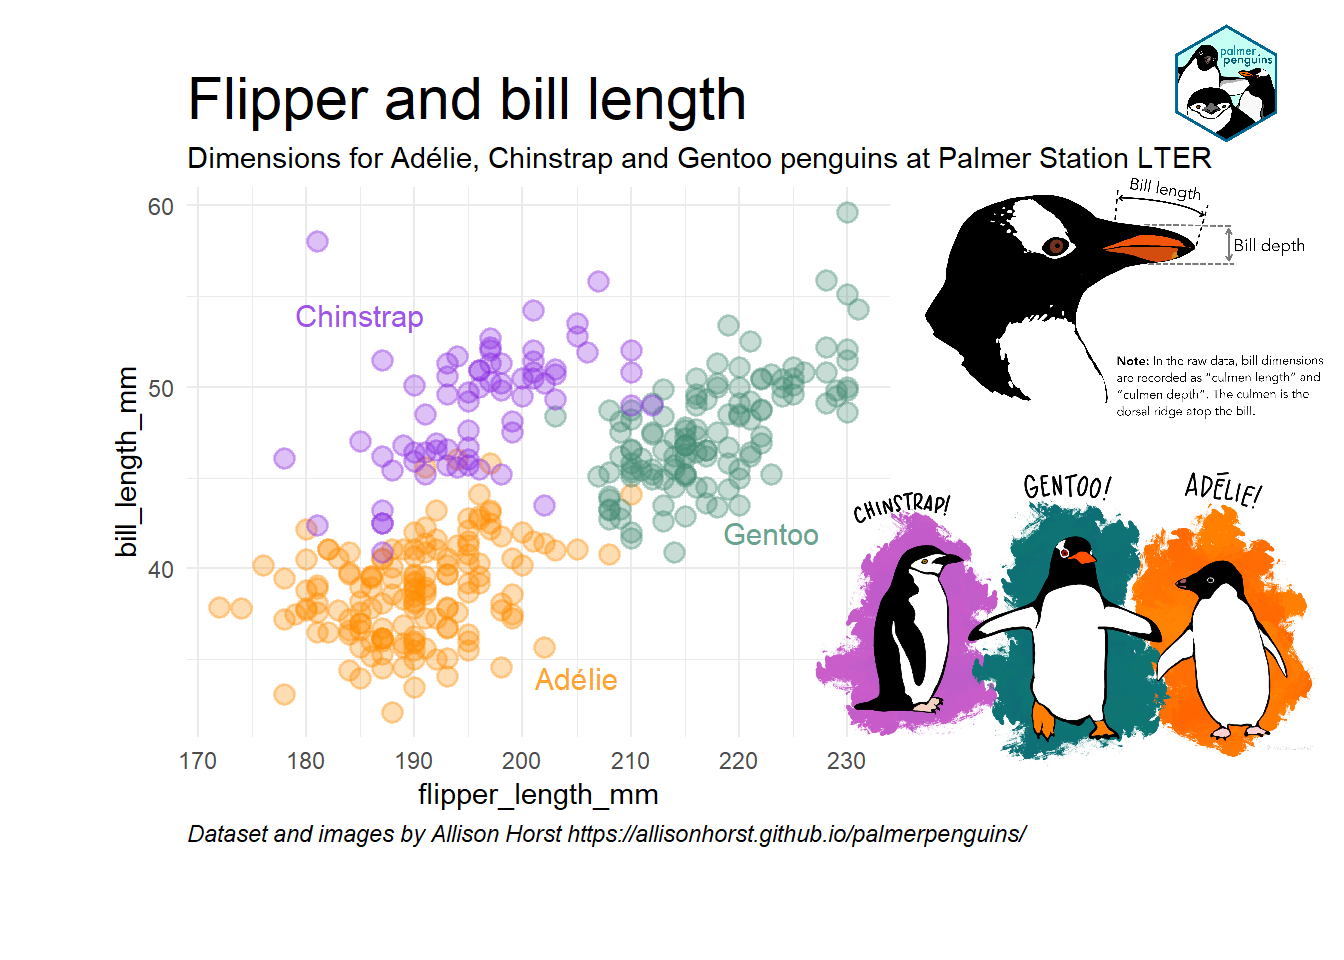 palmer
penguins
Flipper and bill length
Dimensions for Adélie, Chinstrap and Gentoo penguins at Palmer Station LTER
Bill length
Bill depth
Note: In the raw data, bill dimensions
are recorded as “culmen length” and
“culmen depth”. The culmen is the
dorsal ridge atop the bill.
60
50
40
bill_length_mm
Chinstrap
Gentoo
Adélie
CHINSTRAP!
GENTOO!
ADĒLIE!
170 180 190 200 210 220 230
flipper_length_mm
Dataset and images by Allison Horst https://allisonhorst.github.io/palmerpenguins/